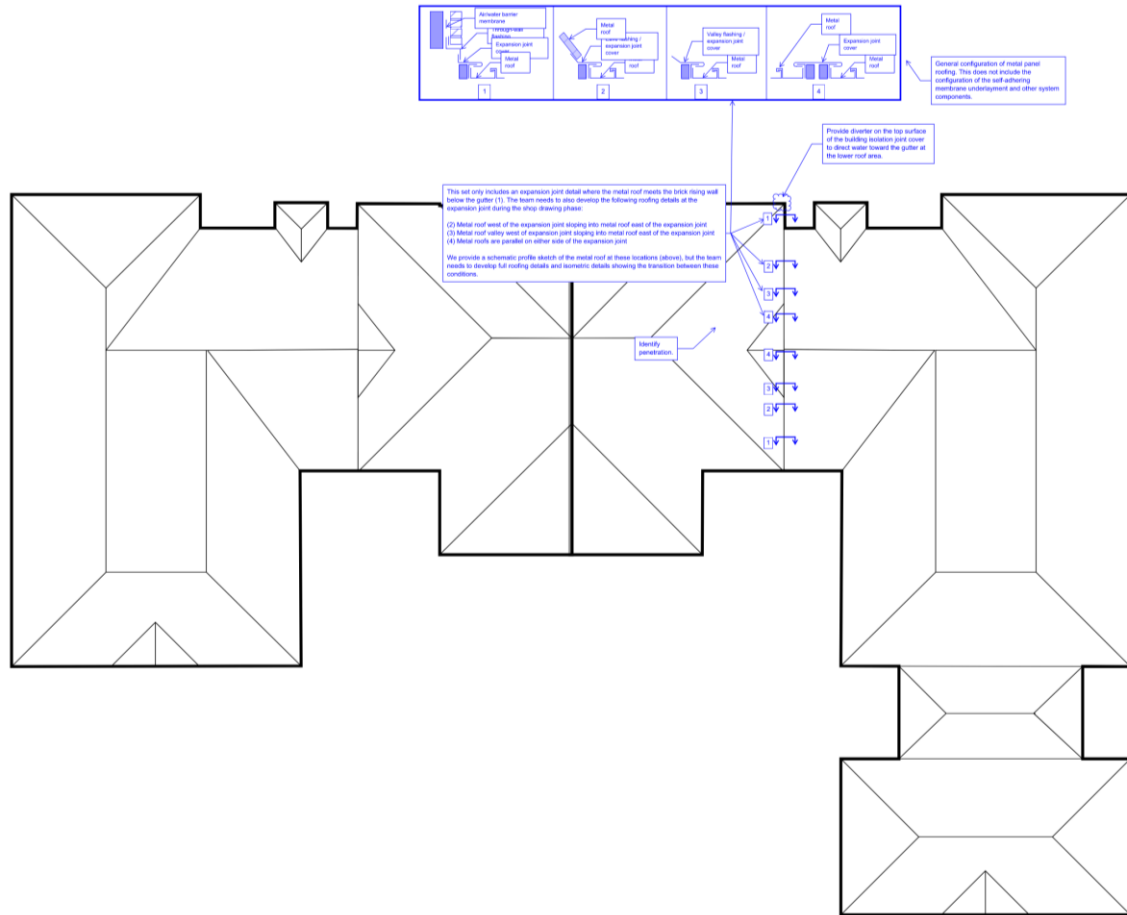 Air/water barrier
membrane
Through-wall
flashing
Expansion joint
cover
Metal
roof
1
Metal
roof
Eave flashing /
expansion joint
cover
Metal
roof
2
Valley flashing /
expansion joint
cover
Metal
roof
3
Metal
roof
Expansion joint
cover
Metal
roof
4
General configuration of metal panel
roofing. This does not include the
configuration of the self-adhering
membrane underlayment and other system
components.
Provide diverter on the top surface
of the building isolation joint cover
to direct water toward the gutter at
the lower roof area.
This set only includes an expansion joint detail where the metal roof meets the brick rising wall
below the gutter (1). The team needs to also develop the following roofing details at the
expansion joint during the shop drawing phase:
(2) Metal roof west of the expansion joint sloping into metal roof east of the expansion joint
(3) Metal roof valley west of expansion joint sloping into metal roof east of the expansion joint
(4) Metal roofs are parallel on either side of the expansion joint
We provide a schematic profile sketch of the metal roof at these locations (above), but the team
needs to develop full roofing details and isometric details showing the transition between these
conditions.
1
2
3
4
Identify
penetration.
4
3
2
1